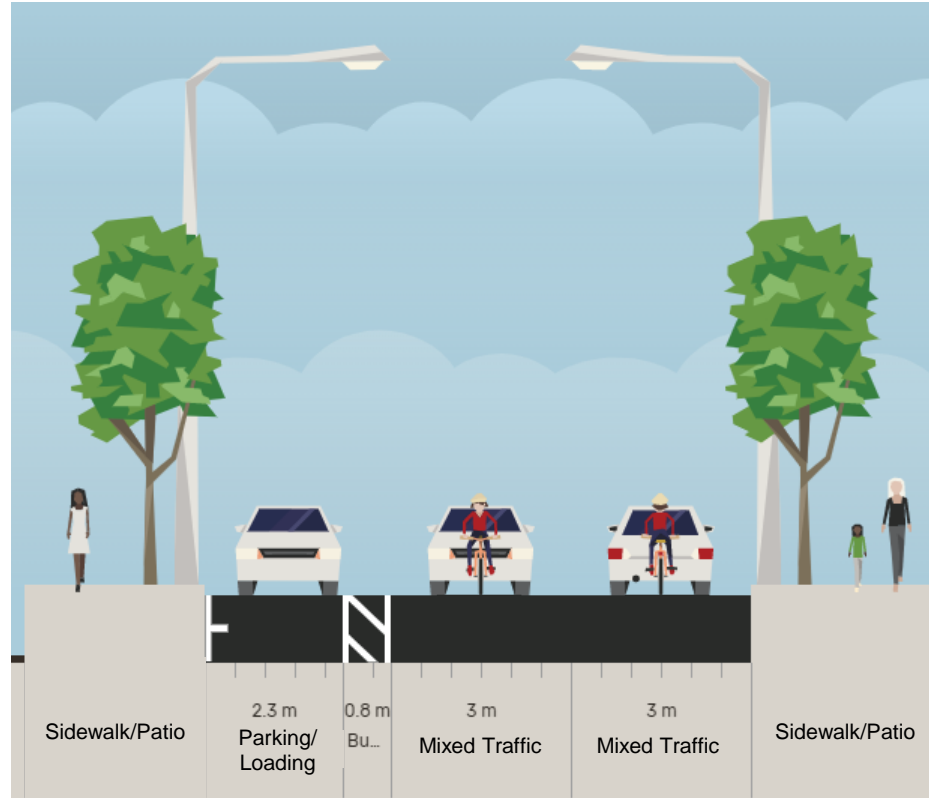 2.3 m
0.8 m
3 m
3 m
Sidewalk/Patio
Parking/
Loading
Bu...
Mixed Traffic
Mixed Traffic
Sidewalk/Patio